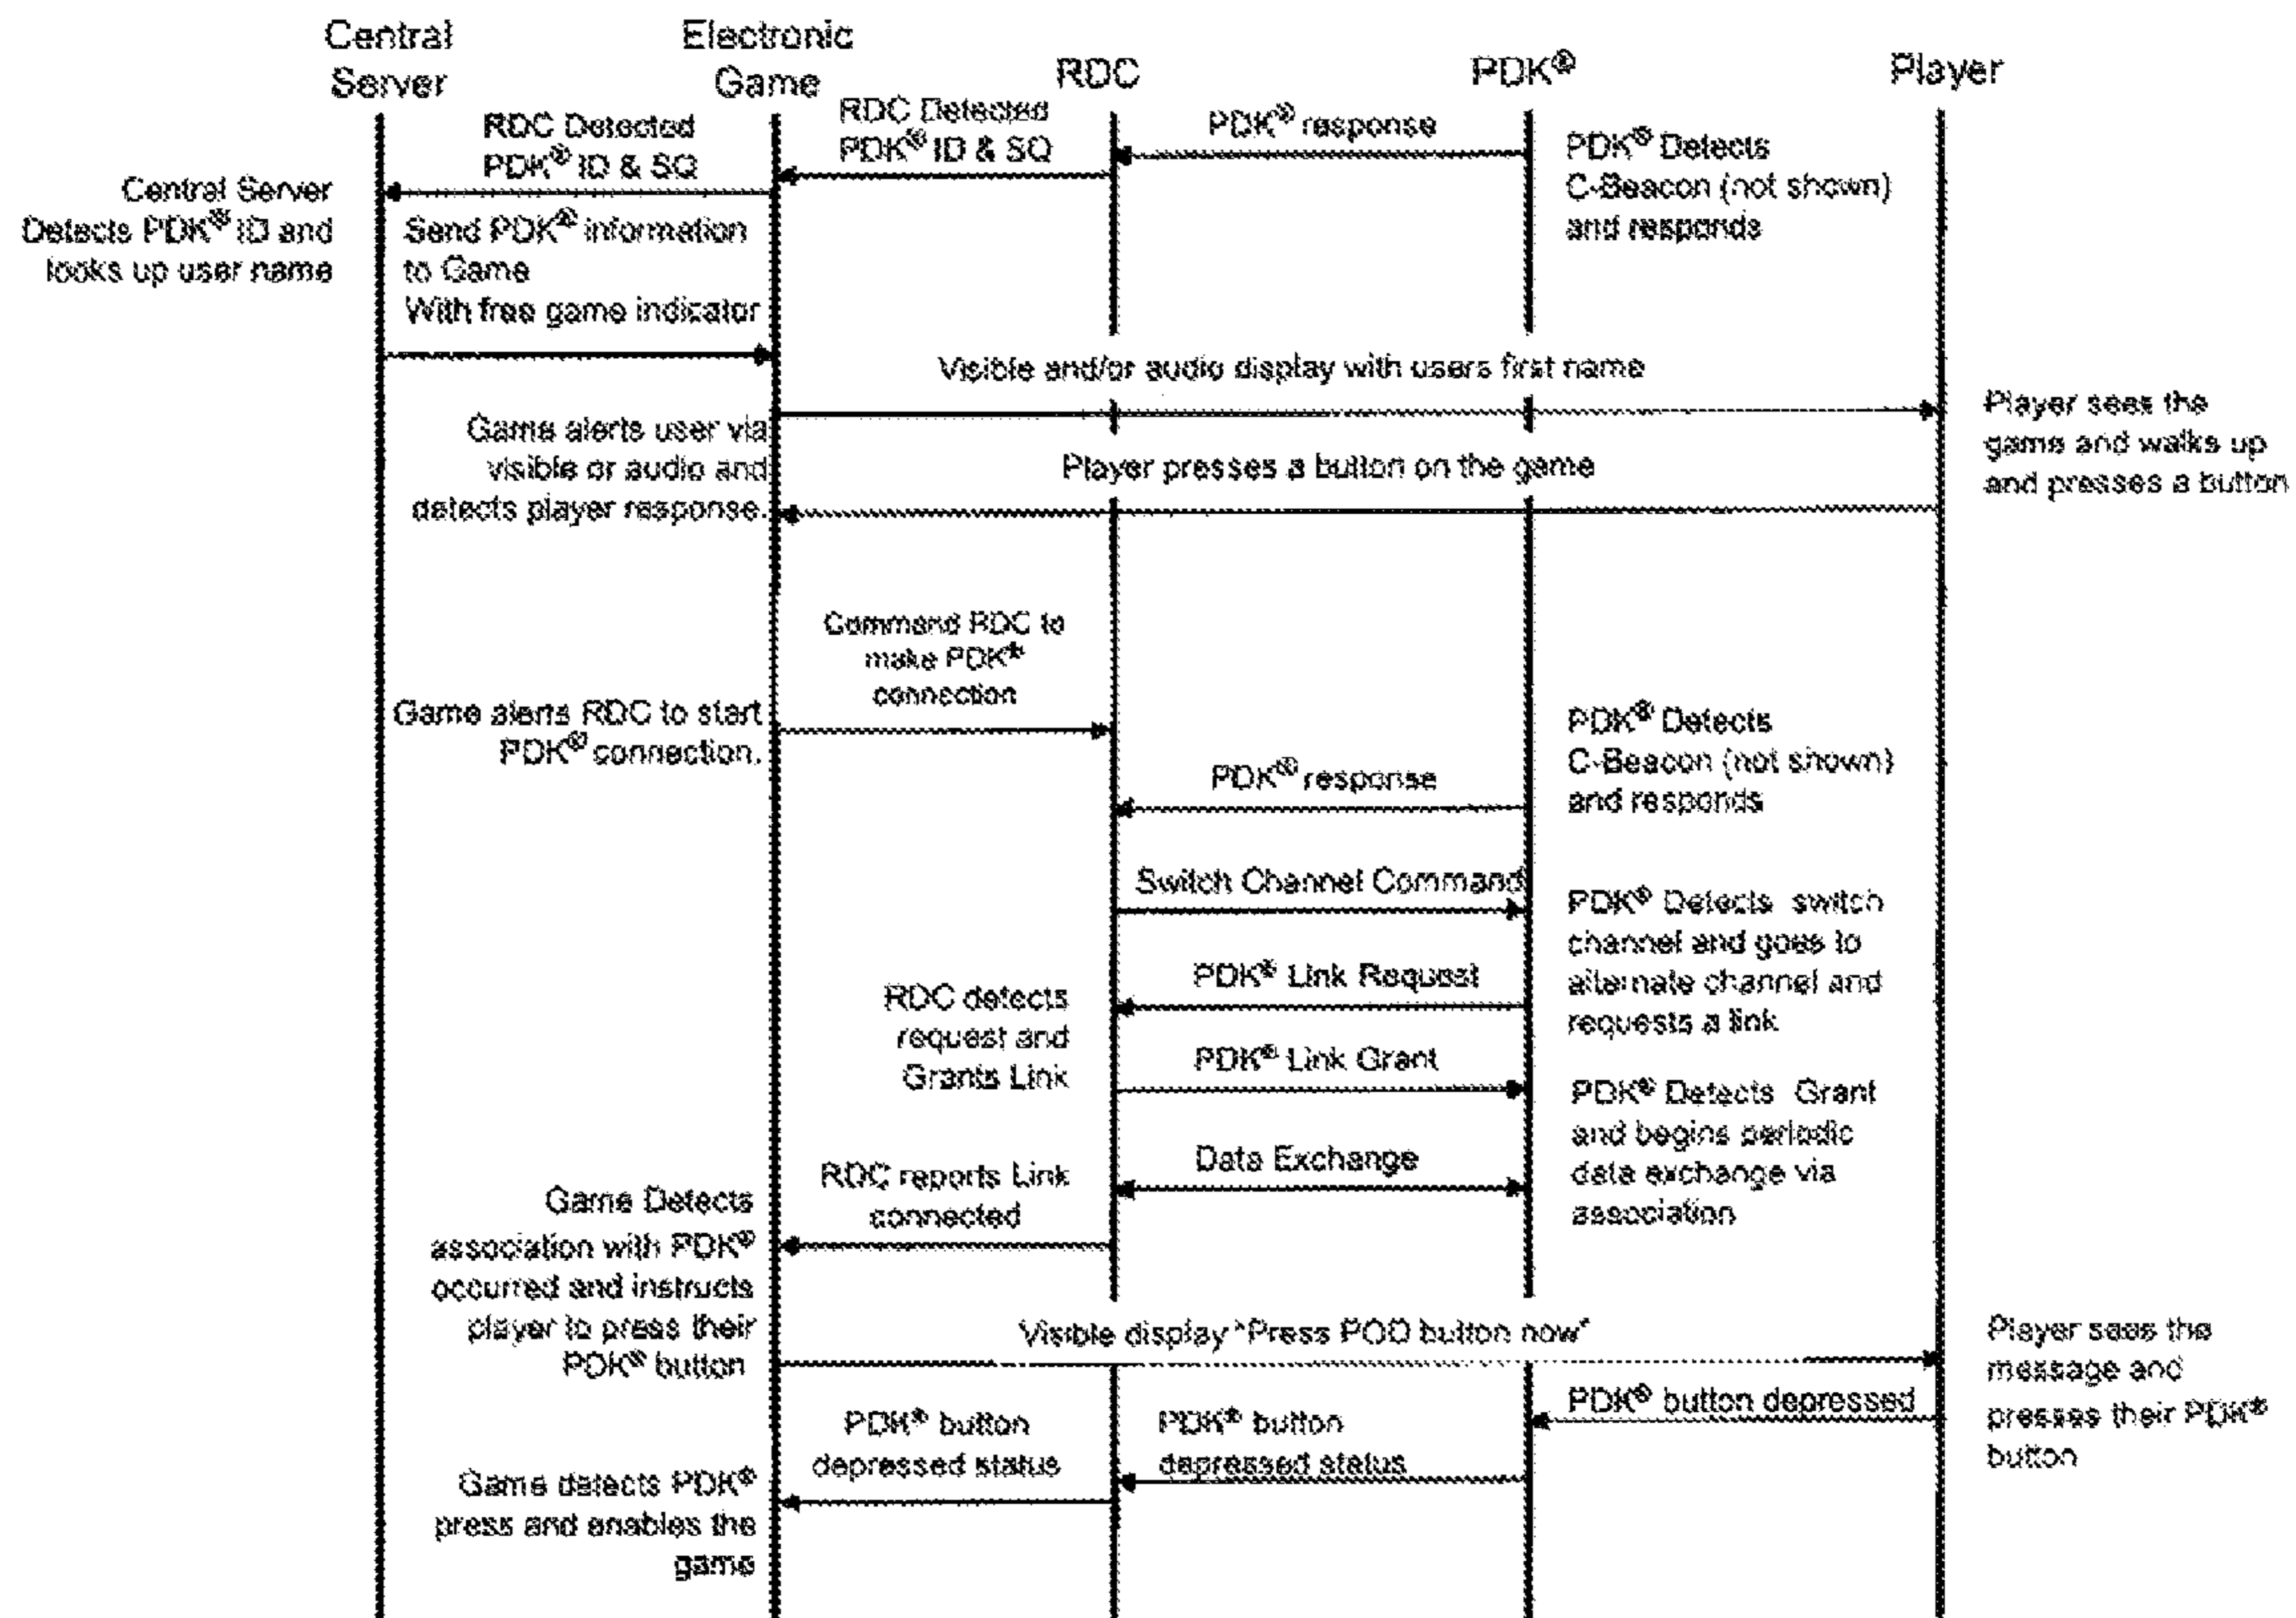 Central
Server
Electronic
Game
RDC
PDK®
Player
RDC Detected
PDK® ID & SQ
RDC Detected
PDK® ID & SQ
PDK® response
PDK® Detects
C-Beacon (not shown)
and responds
Central Server
Detects PDK® ID and
looks up user name
Send PDK® information
to Game
With free game indicator
Visible and/or audio display with users first name
Game alerts user via
visible or audio and
detects player response.
Player presses a button on the game
Player sees the
game and walks up
and presses a button
Command RDC to
make PDK®
connection
Game alerts RDC to start
PDK® connection.
PDK® response
PDK® Detects
C-Beacon (not shown)
and responds
Switch Channel Command
PDK® Detects switch
channel and goes to
alternate channel and
requests a link
PDK® Link Request
RDC detects
request and
Grants Link
PDK® Link Grant
PDK® Detects Grant
and begins periodic
data exchange via
association
Data Exchange
RDC reports Link
connected
Game Detects
association with PDK®
occurred and instructs
player to press their
PDK® button
Visible display "Press POD button now"
Player sees the
message and
presses their PDK®
button
PDK® button depressed
PDK® button
depressed status
PDK® button
depressed status
Game detects PDK®
press and enables the
game